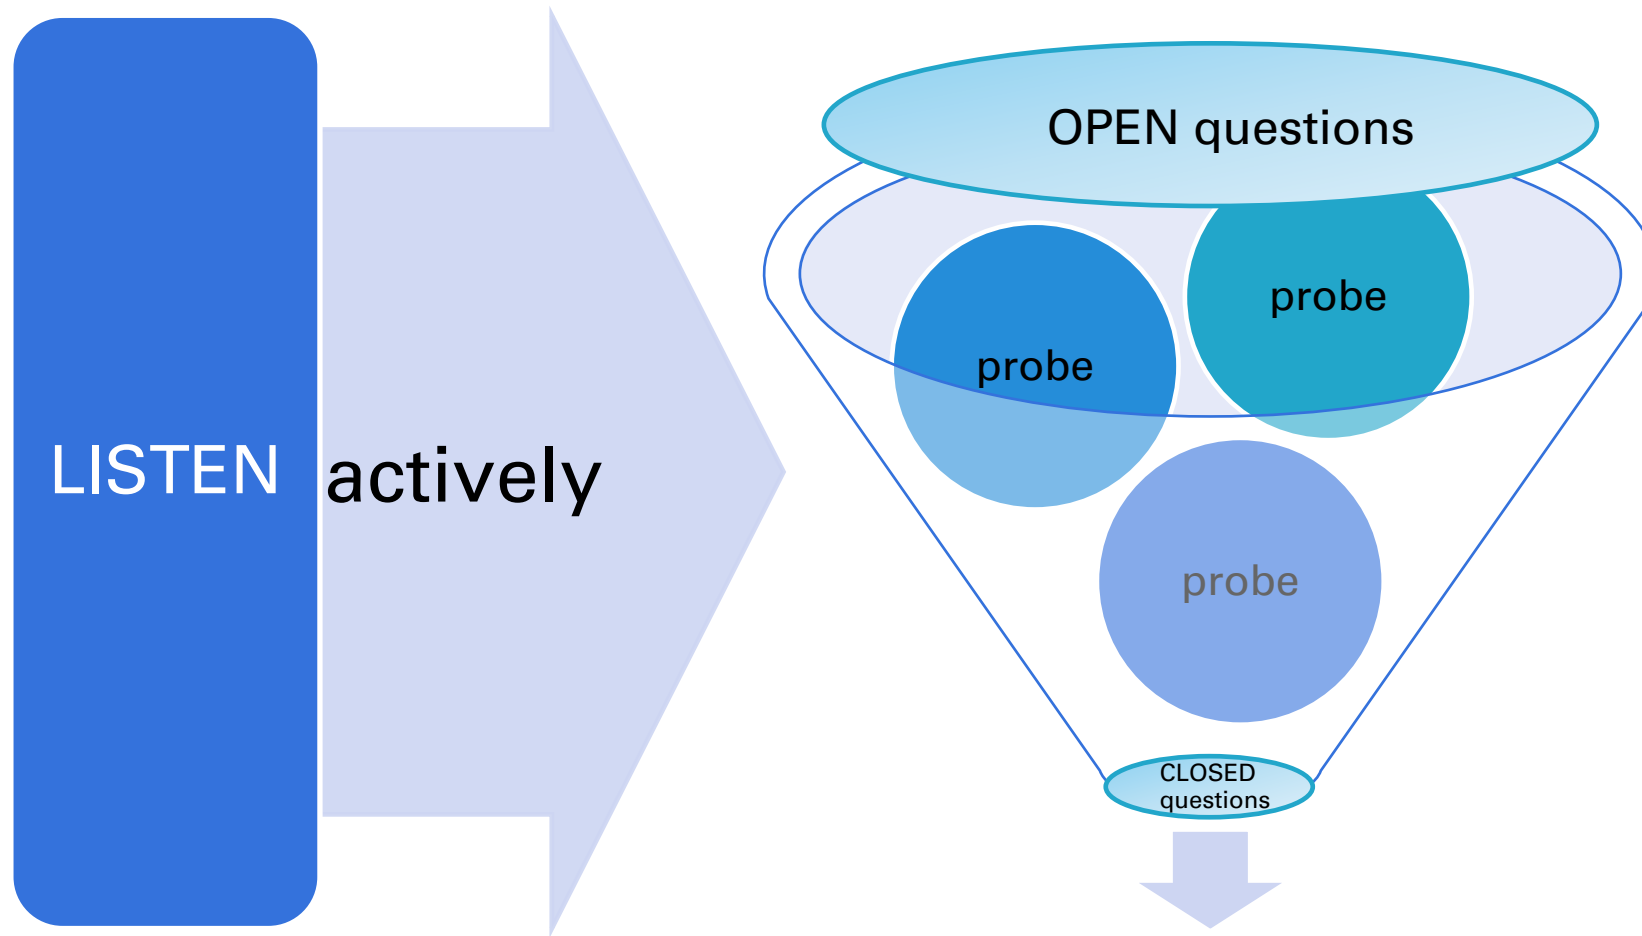 LISTEN
actively
OPEN questions
probe
probe
probe
CLOSED
questions